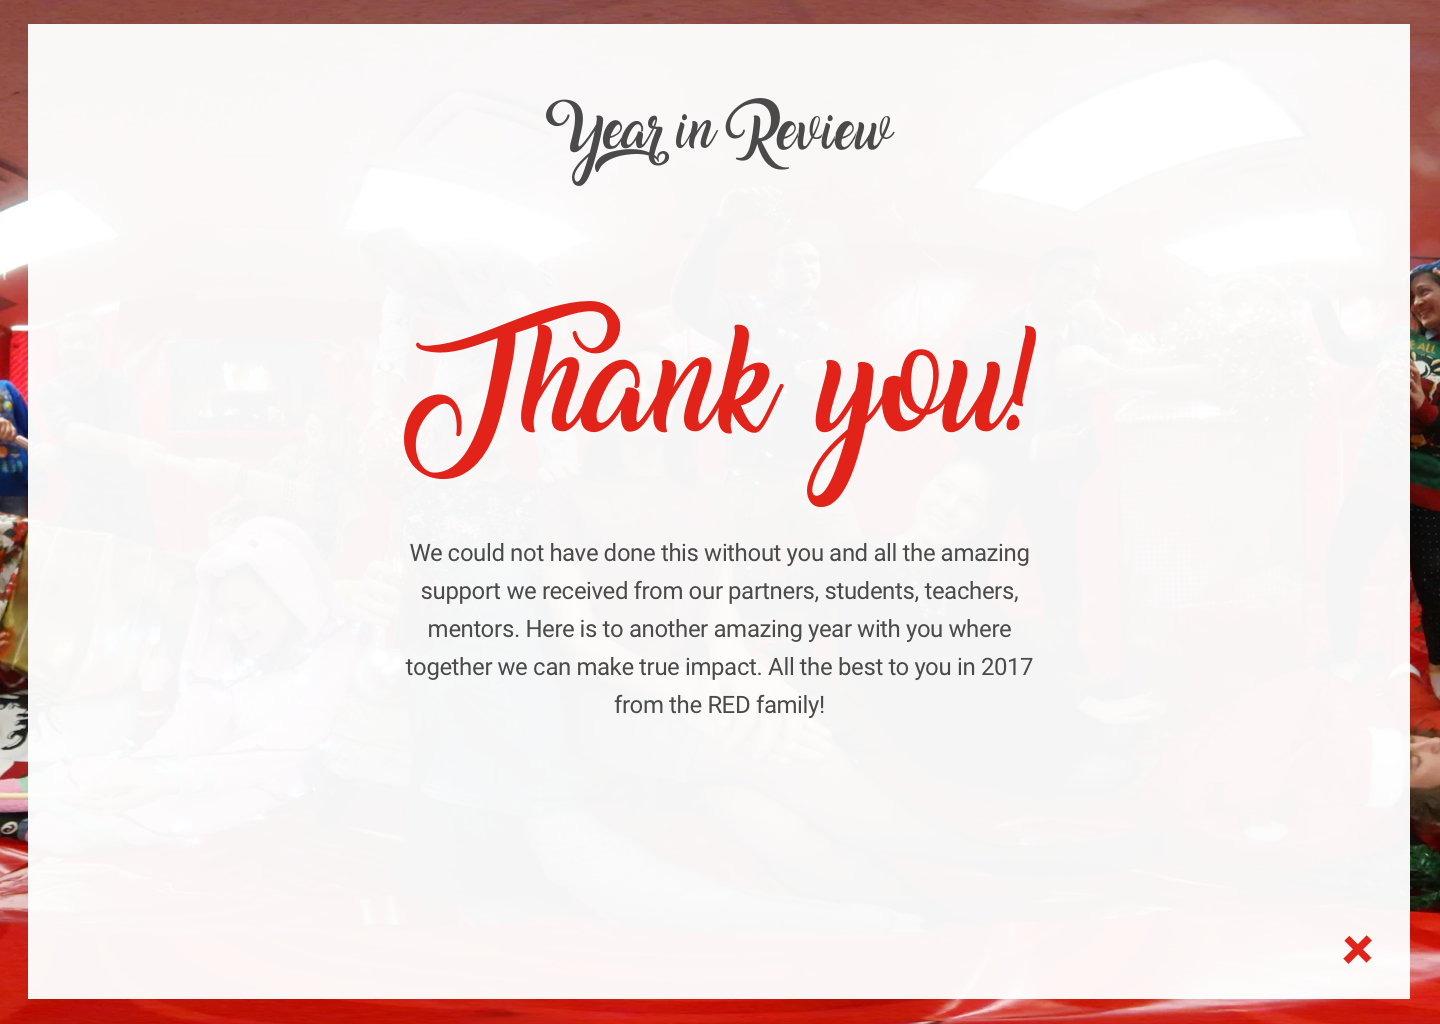 Year in Review
Thank you!
We could not have done this without you and all the amazing
support we received from our partners, students, teachers,
mentors. Here is to another amazing year with you where
together we can make true impact. All the best to you in 2017
from the RED family!